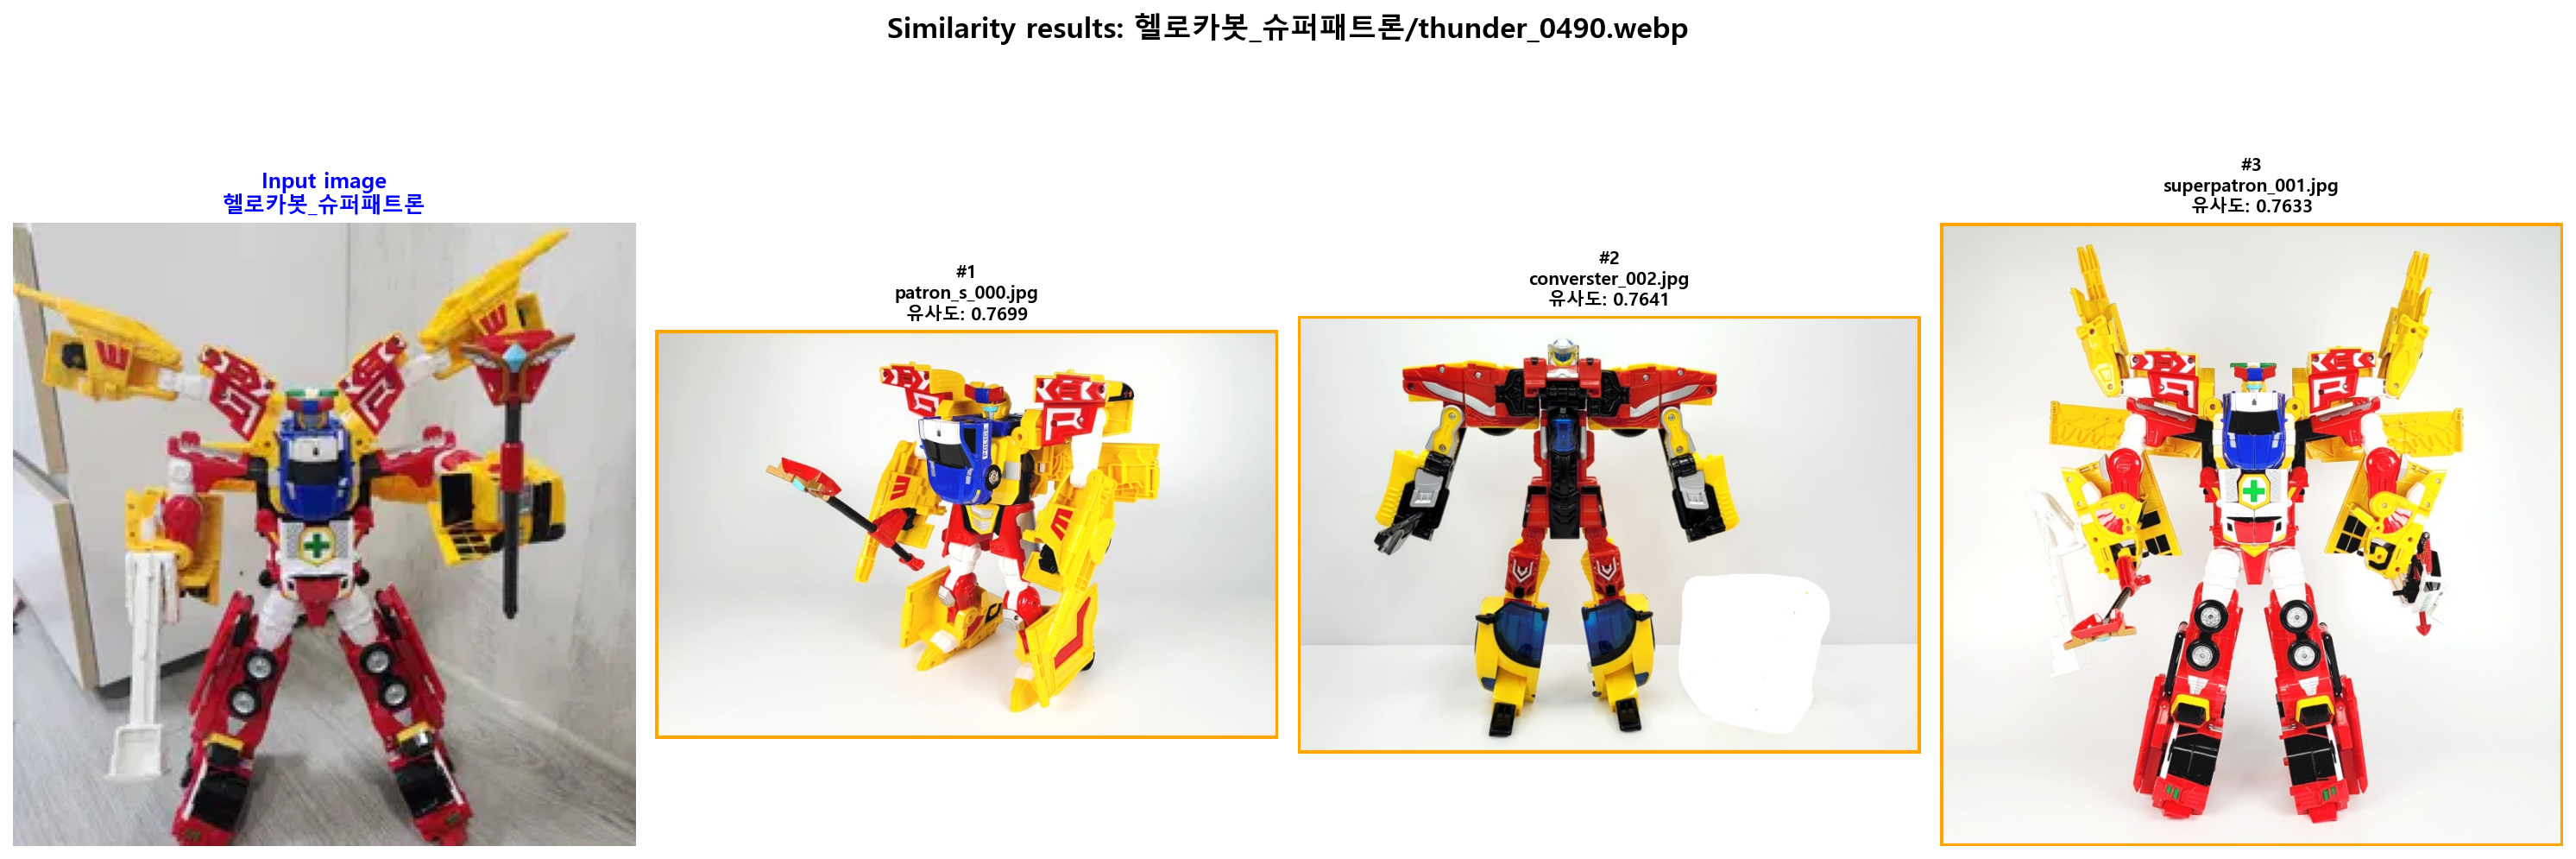 Similarity results: 헬로카봇_슈퍼패트론/thunder_0490.webp
Input image
헬로카봇_슈퍼패트론
#1
patron_s_000.jpg
유사도: 0.7699
#2
converster_002.jpg
유사도: 0.7641
#3
superpatron_001.jpg
유사도: 0.7633
POLICE